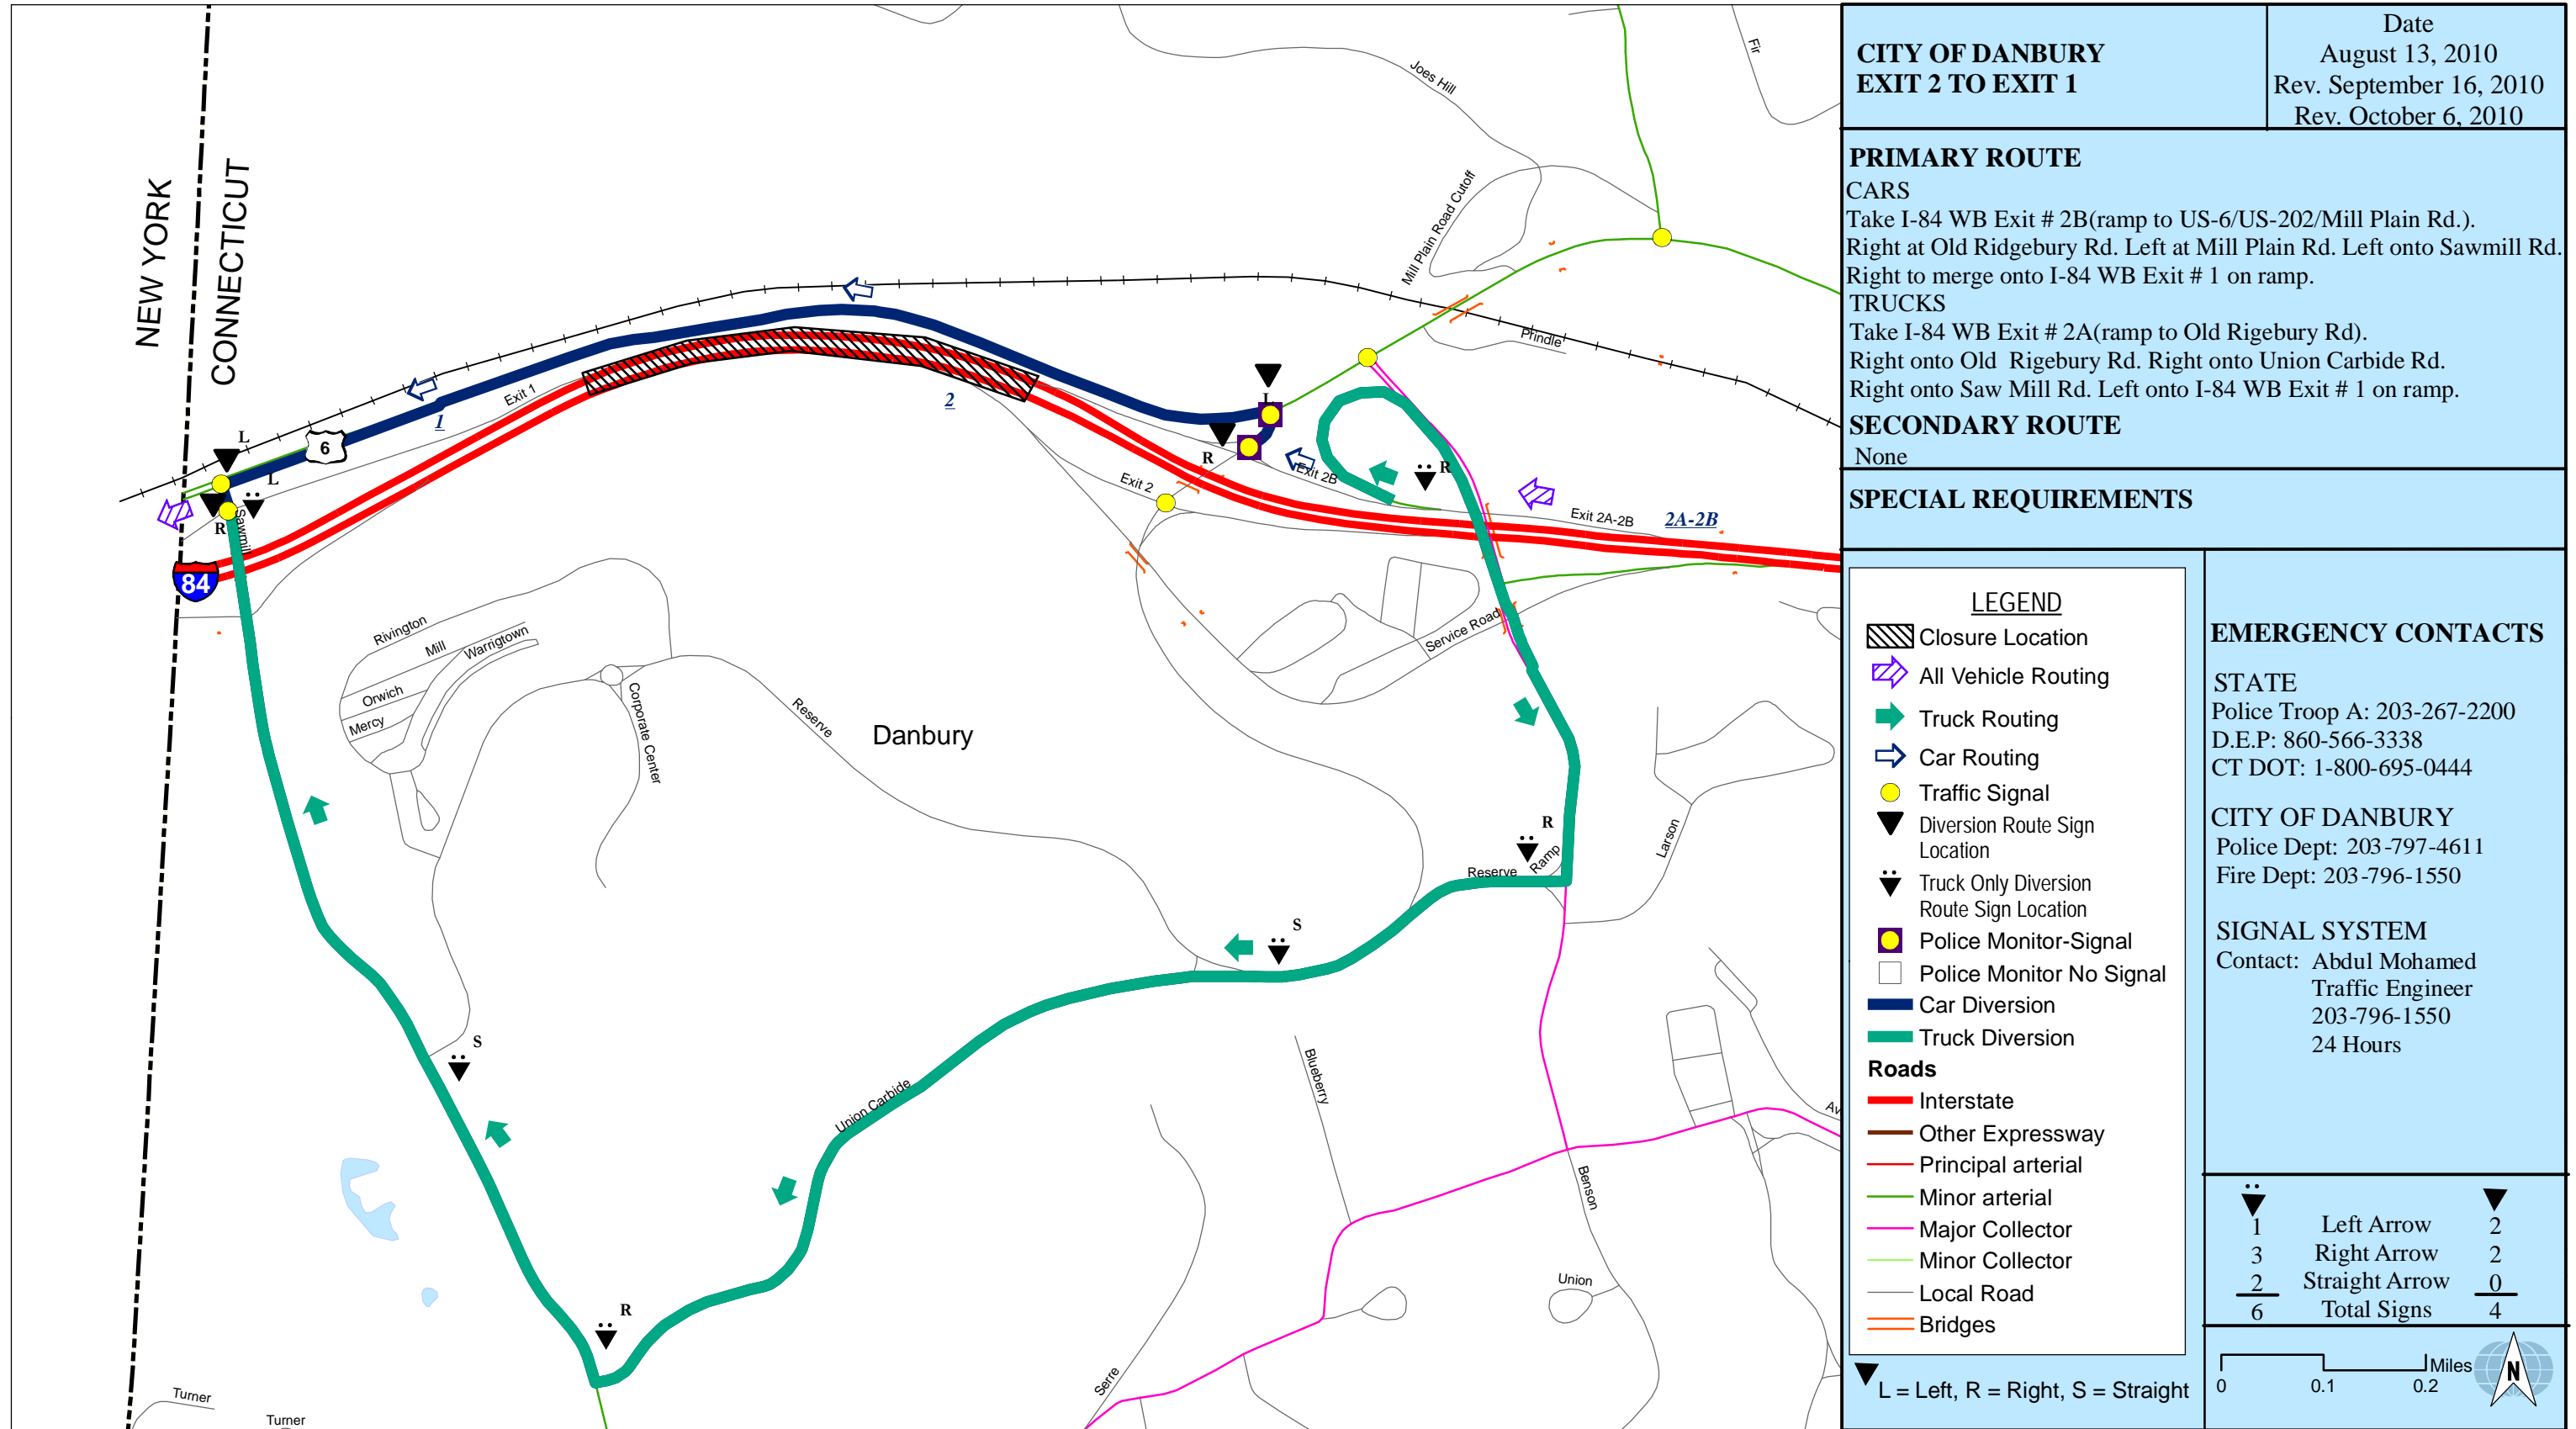 NEW YORK
CONNECTICUT
Joes Hill
Fir
Mill Plain Road Cutoff
Prindle
Exit 1
1
2
6
L
L
R
Sawmill
84
L
R
Exit 2
Exit 2B
R
Exit 2A-2B
2A-2B
Service Road
Rivington
Mill
Warrigtown
Orwich
Mercy
Corporate Center
Reserve
Danbury
R
Ramp
Reserve
Larson
S
S
Union Carbide
Blueberry
Benson
Av
Union
R
Serre
Turner
Turner
CITY OF DANBURY
EXIT 2 TO EXIT 1
Date
August 13, 2010
Rev. September 16, 2010
Rev. October 6, 2010
PRIMARY ROUTE
CARS
Take I-84 WB Exit # 2B(ramp to US-6/US-202/Mill Plain Rd.).
Right at Old Ridgebury Rd. Left at Mill Plain Rd. Left onto Sawmill Rd.
Right to merge onto I-84 WB Exit # 1 on ramp.
TRUCKS
Take I-84 WB Exit # 2A(ramp to Old Rigebury Rd).
Right onto Old Rigebury Rd. Right onto Union Carbide Rd.
Right onto Saw Mill Rd. Left onto I-84 WB Exit # 1 on ramp.
SECONDARY ROUTE
None
SPECIAL REQUIREMENTS
LEGEND
Closure Location
All Vehicle Routing
Truck Routing
Car Routing
Traffic Signal
Diversion Route Sign
Location
Truck Only Diversion
Route Sign Location
Police Monitor-Signal
Police Monitor No Signal
Car Diversion
Truck Diversion
Roads
Interstate
Other Expressway
Principal arterial
Minor arterial
Major Collector
Minor Collector
Local Road
Bridges
L = Left, R = Right, S = Straight
EMERGENCY CONTACTS
STATE
Police Troop A: 203-267-2200
D.E.P: 860-566-3338
CT DOT: 1-800-695-0444
CITY OF DANBURY
Police Dept: 203-797-4611
Fire Dept: 203-796-1550
SIGNAL SYSTEM
Contact: Abdul Mohamed
Traffic Engineer
203-796-1550
24 Hours
1 Left Arrow 2
3 Right Arrow 2
2 Straight Arrow 0
6 Total Signs 4
Miles
0 0.1 0.2
N